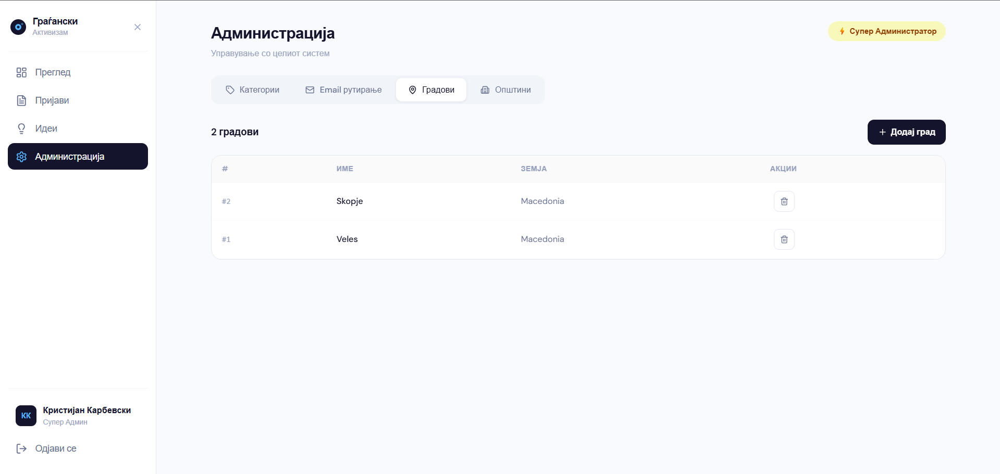 Граѓански
Активизам
Преглед
Пријави
Идеи
Администрација
КК
Кристијан Карбевски
Супер Админ
Одјави се
Администрација
Управување со целиот систем
Супер Администратор
Категории
Email рутирање
Градови
Општини
2 градови
+ Додај град
# ИМЕ ЗЕМЈА АКЦИИ
#2 Skopje Macedonia
#1 Veles Macedonia